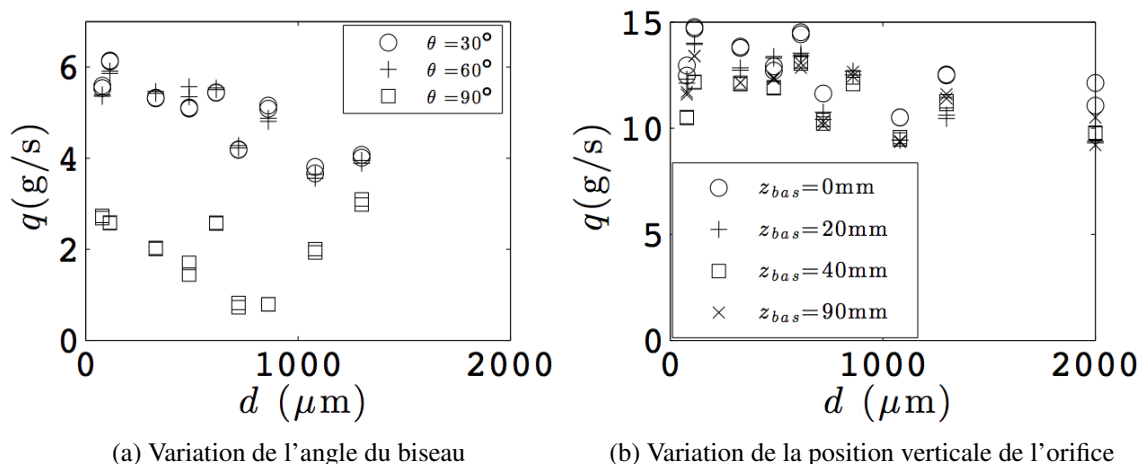 6
4
2
0
q(g/s)
θ =30°
θ =60°
θ =90°
0
1000
2000
d (μm)
(a) Variation de l'angle du biseau
15
10
5
0
q(g/s)
z_bas=0mm
z_bas=20mm
z_bas=40mm
z_bas=90mm
0
1000
2000
d (μm)
(b) Variation de la position verticale de l'orifice